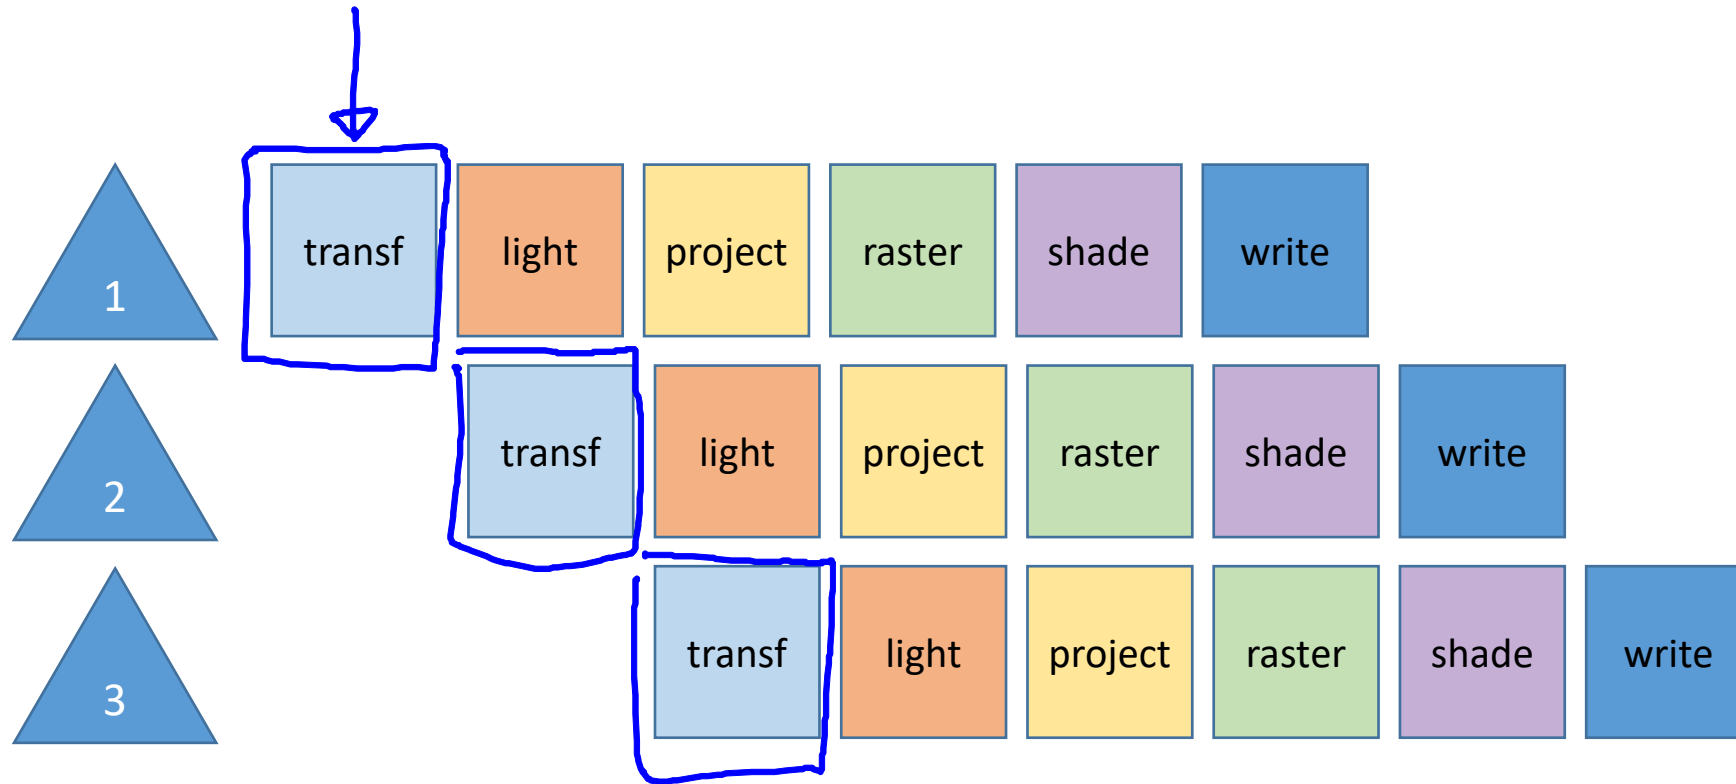 1 transf light project raster shade write
2 transf light project raster shade write
3 transf light project raster shade write